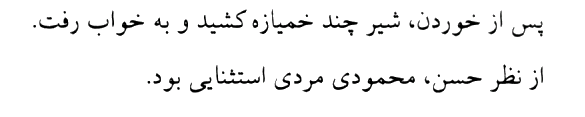 پس از خوردن، شیر چند خمیازه کشید و به خواب رفت.
از نظر حسن، محمودی مردی استثنایی بود.